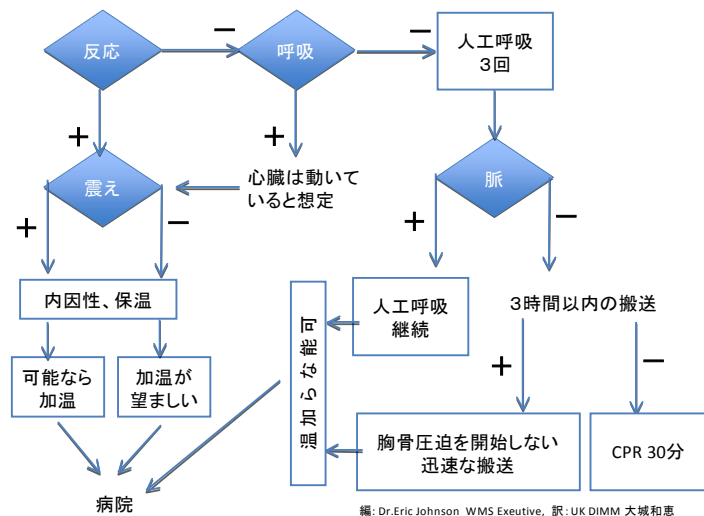 反応
−
呼吸
−
人工呼吸
3回
+
+
震え
心臓は動いて
いると想定
脈
+
−
+
−
内因性、保温
人工呼吸
継続
3時間以内の搬送
可能なら加温
+
−
可能なら
加温
加温が
望ましい
胸骨圧迫を開始しない
迅速な搬送
CPR 30分
病院
編: Dr.Eric Johnson WMS Exeutive, 訳: UK DIMM 大城和恵